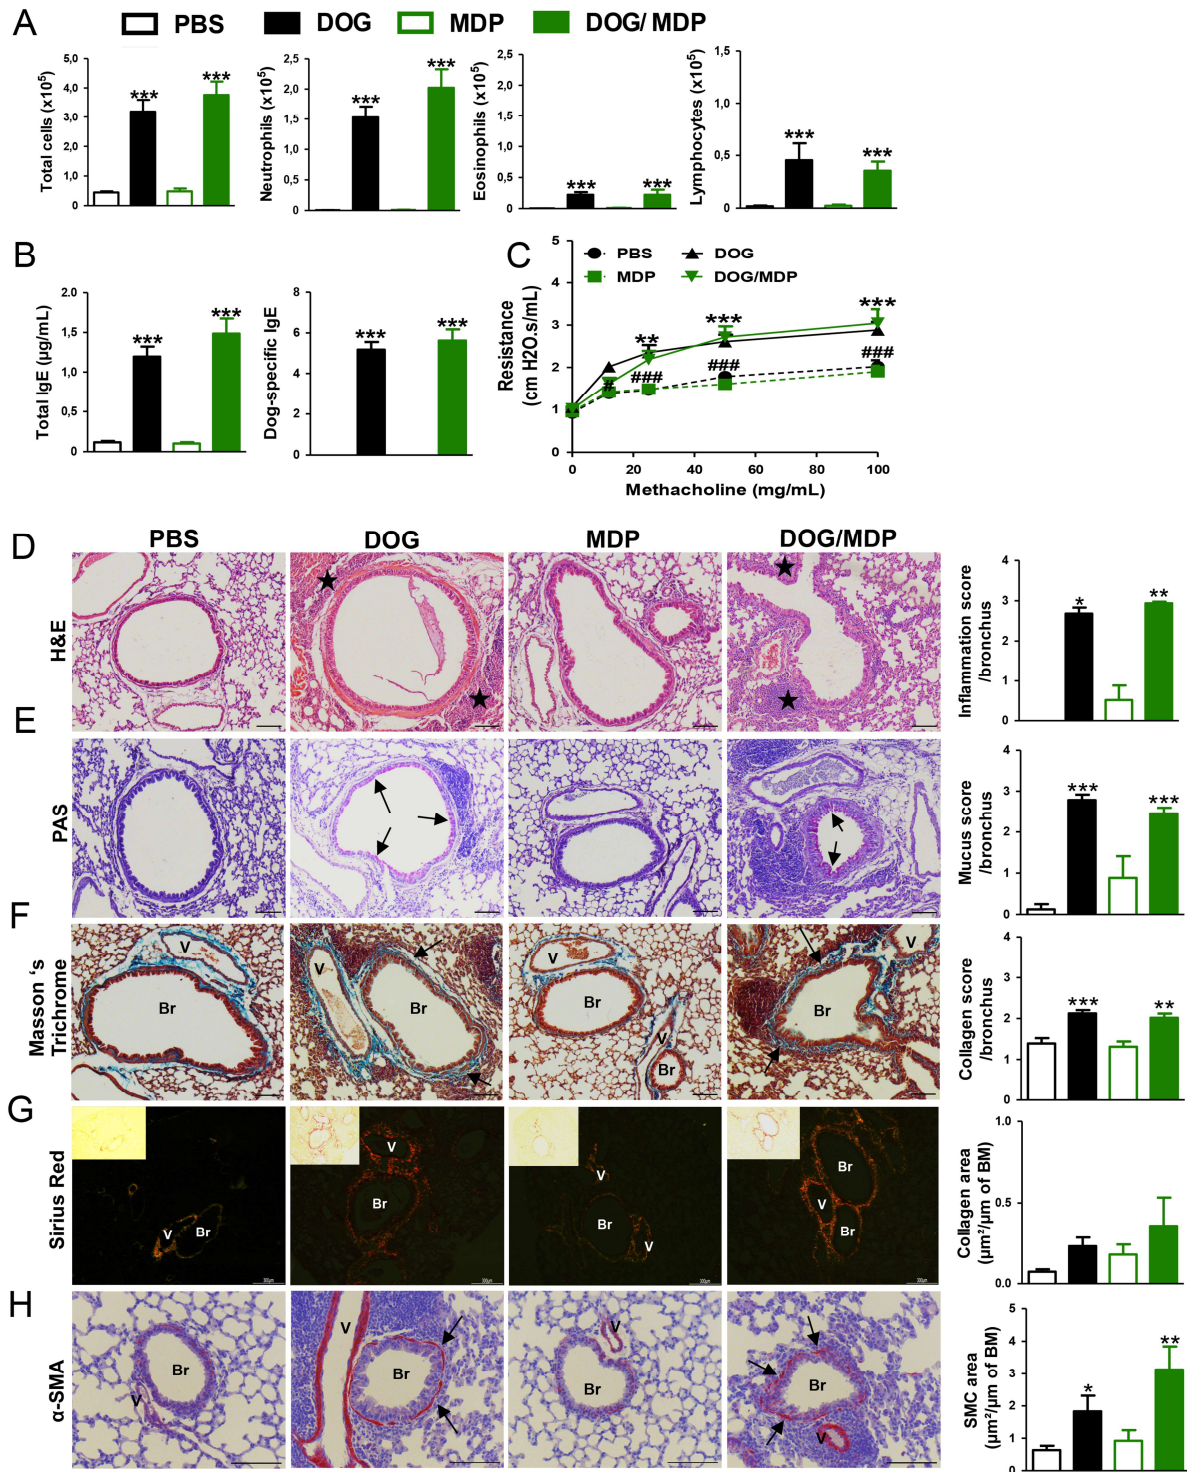 A
PBS DOG MDP DOG/ MDP
Total cells (x10⁵)
5,0
4,0
3,0
2,0
1,0
0
*** ***
Neutrophils (x10⁵)
2,5
2,0
1,5
1,0
0,5
0
*** ***
Eosinophils (x10⁵)
2,5
2,0
1,5
1,0
0,5
0
*** ***
Lymphocytes (x10⁵)
1,5
1,0
0,5
0
*** ***
B
Total IgE (µg/mL)
2.0
1,5
1.0
0,5
0
*** ***
Dog-specific IgE
8
6
4
2
0
*** ***
C
PBS DOG
MDP DOG/MDP
Resistance
(cm H2O.s/mL)
5
4
3
2
1
0
** *** ***
# ### ### ###
0 20 40 60 80 100
Methacholine (mg/mL)
PBS DOG MDP DOG/MDP
D
H&E
Inflammation score
/bronchus
4
3
2
1
0
* **
E
PAS
Mucus score
/bronchus
4
3
2
1
0
*** ***
F
Masson ‘s
Trichrome
V Br
V Br
V Br V Br
V Br
Collagen score
/bronchus
4
3
2
1
0
*** **
G
Sirius Red
V Br
V Br
V Br V
Br V Br
Collagen area
(µm²/µm of BM)
1.0
0.5
0.0
H
α-SMA
Br V
V Br
V Br
Br V
SMC area
(µm²/µm of BM)
5
4
3
2
1
0
* **